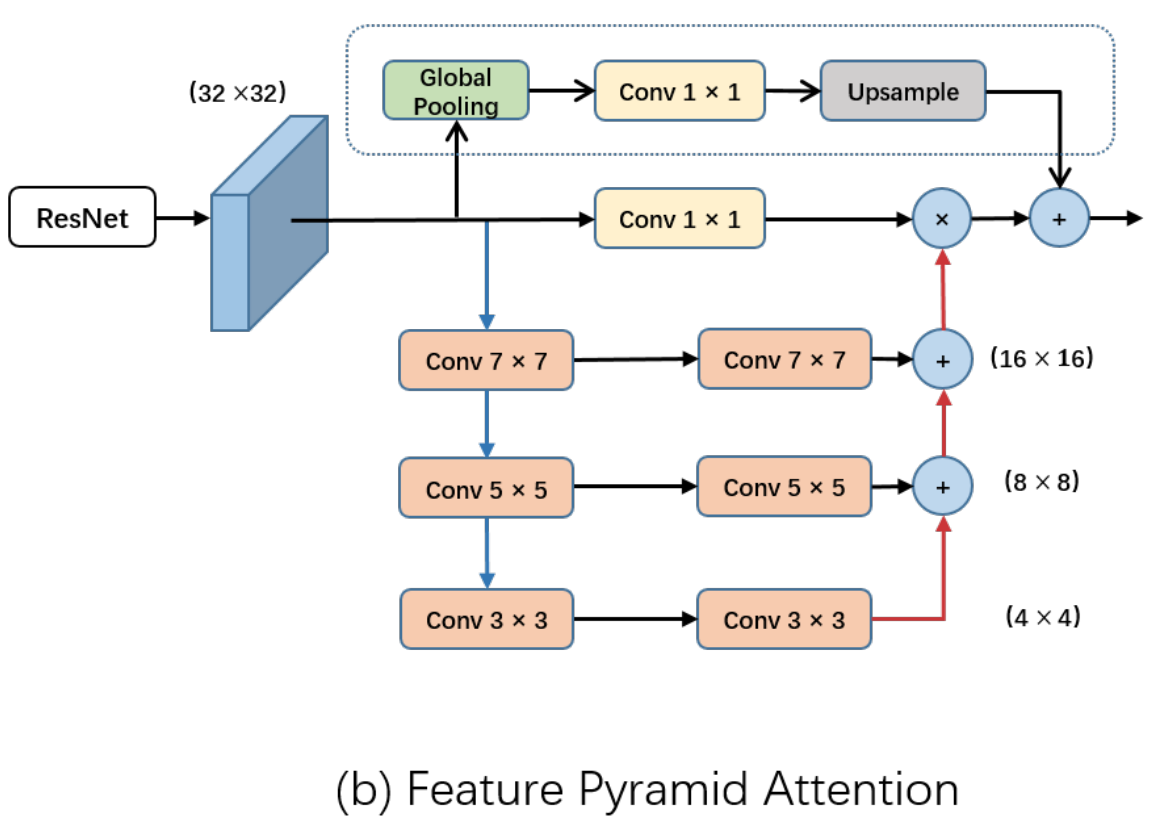 (32 ×32)
Global
Pooling
Conv 1 × 1
Upsample
ResNet
Conv 1 × 1
×
+
Conv 7 × 7
Conv 7 × 7
+
(16 × 16)
Conv 5 × 5
Conv 5 × 5
+
(8 × 8)
Conv 3 × 3
Conv 3 × 3
(4 × 4)
(b) Feature Pyramid Attention